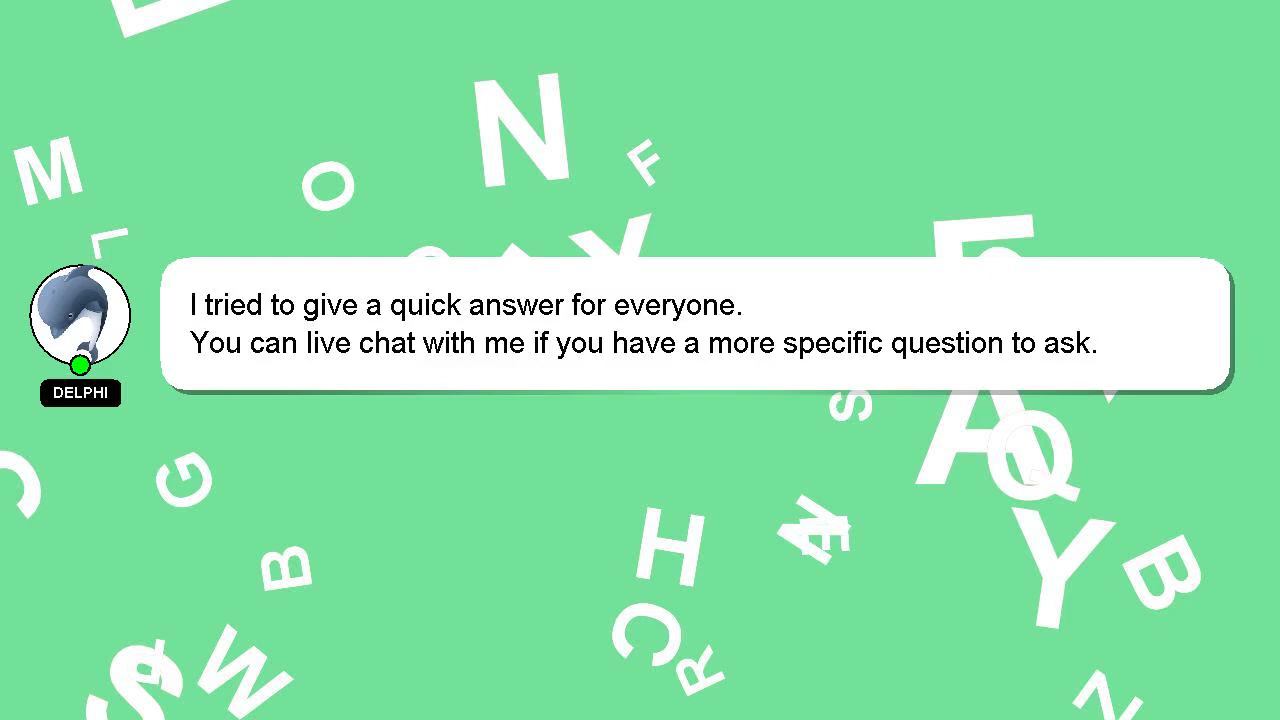 I tried to give a quick answer for everyone.
You can live chat with me if you have a more specific question to ask.
DELPHI